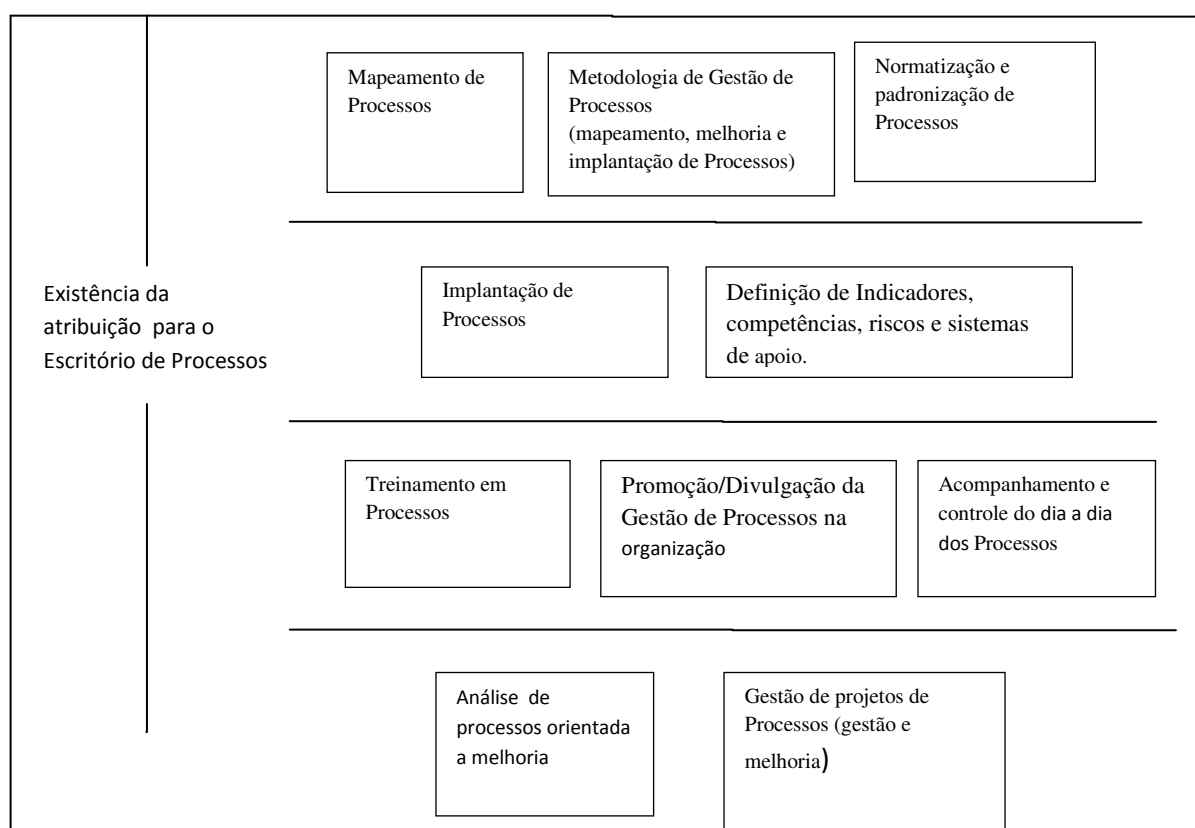 Mapeamento de
Processos
Metodologia de Gestão de
Processos
(mapeamento, melhoria e
implantação de Processos)
Normatização e
padronização de
Processos
Existência da
atribuição para o
Escritório de Processos
Implantação de
Processos
Definição de Indicadores,
competências, riscos e sistemas
de apoio.
Treinamento em
Processos
Promoção/Divulgação da
Gestão de Processos na
organização
Acompanhamento e
controle do dia a dia
dos Processos
Análise de
processos orientada
a melhoria
Gestão de projetos de
Processos (gestão e
melhoria)